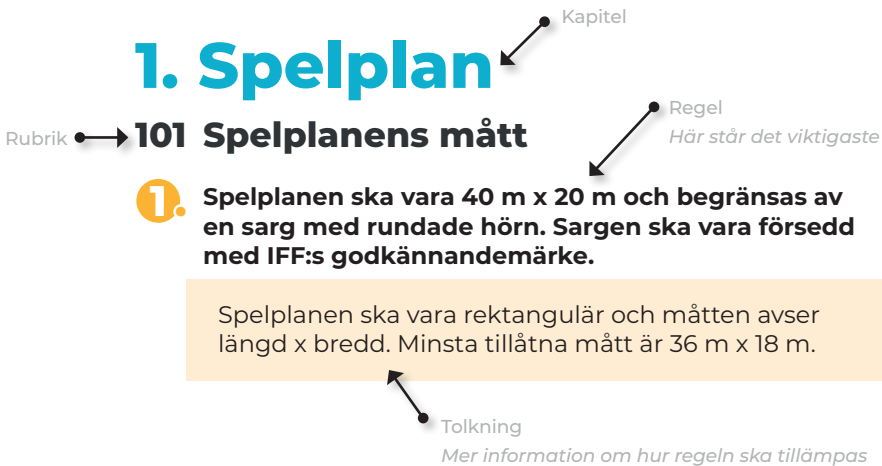 Kapitel
1. Spelplan
Rubrik
101 Spelplanens mått
Regel
Här står det viktigaste
1.
Spelplanen ska vara 40 m x 20 m och begränsas av
en sarg med rundade hörn. Sargen ska vara försedd
med IFF:s godkännandemärke.
Spelplanen ska vara rektangulär och måtten avser
längd x bredd. Minsta tillåtna mått är 36 m x 18 m.
Tolkning
Mer information om hur regeln ska tillämpas